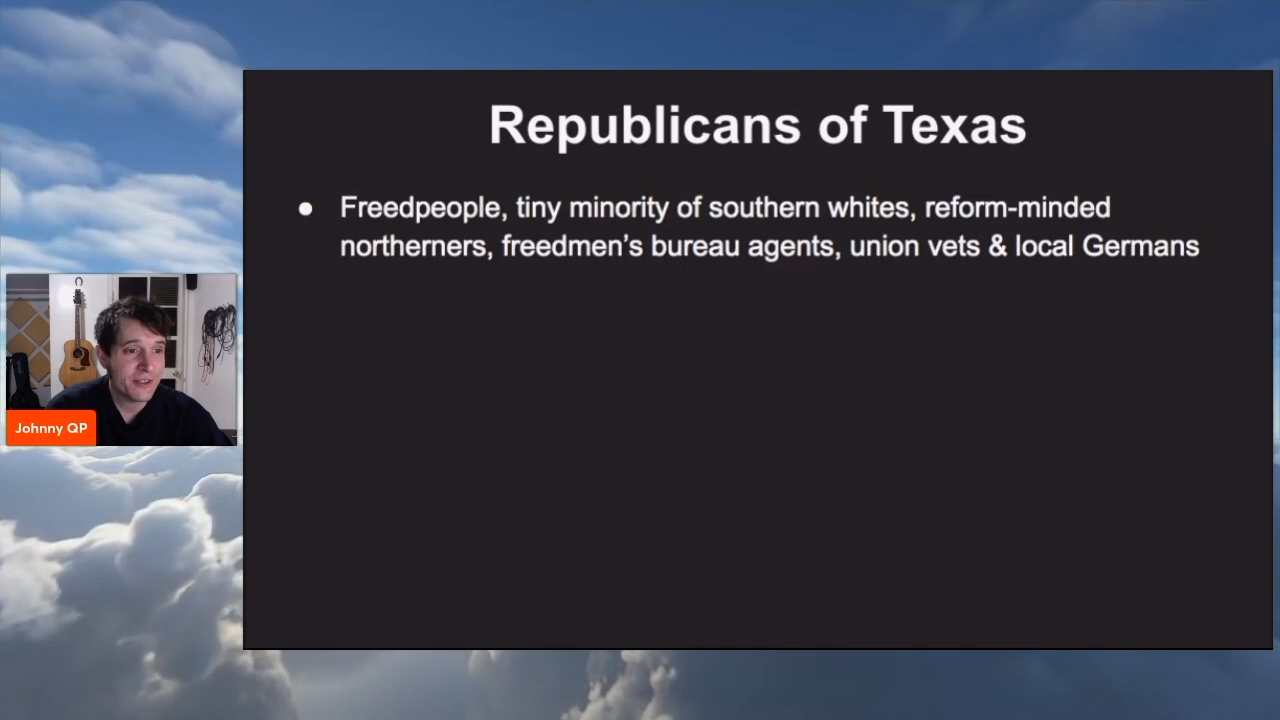 Republicans of Texas
● Freedpeople, tiny minority of southern whites, reform-minded
northerners, freedmen’s bureau agents, union vets & local Germans
Johnny QP